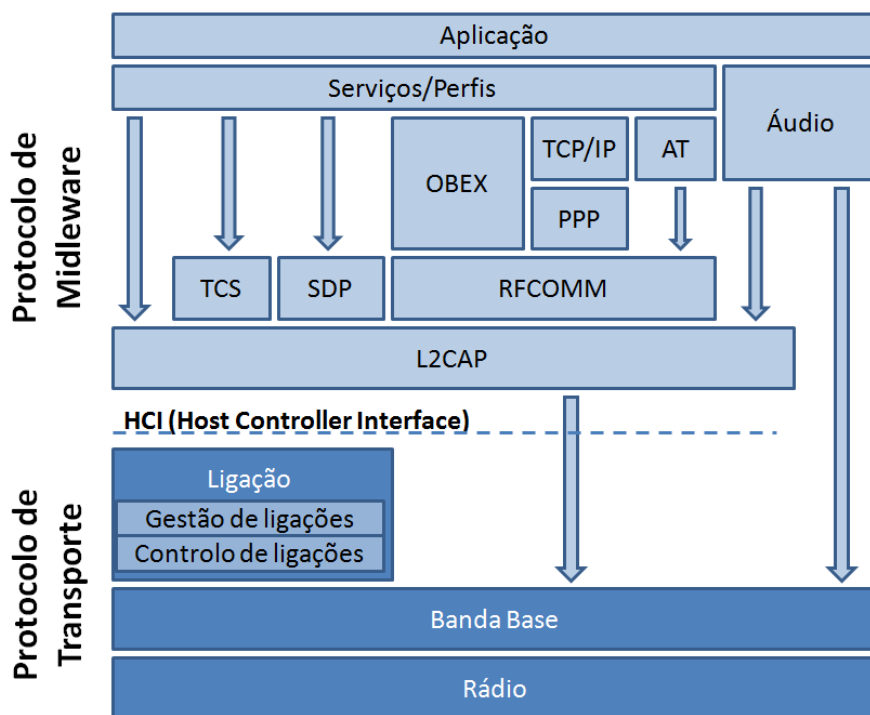 Aplicação
Serviços/Perfis
Áudio
OBEX
TCP/IP
AT
PPP
TCS
SDP
RFCOMM
L2CAP
Protocolo de
Midleware
HCI (Host Controller Interface)
Ligação
Gestão de ligações
Controlo de ligações
Protocolo de
Transporte
Banda Base
Rádio